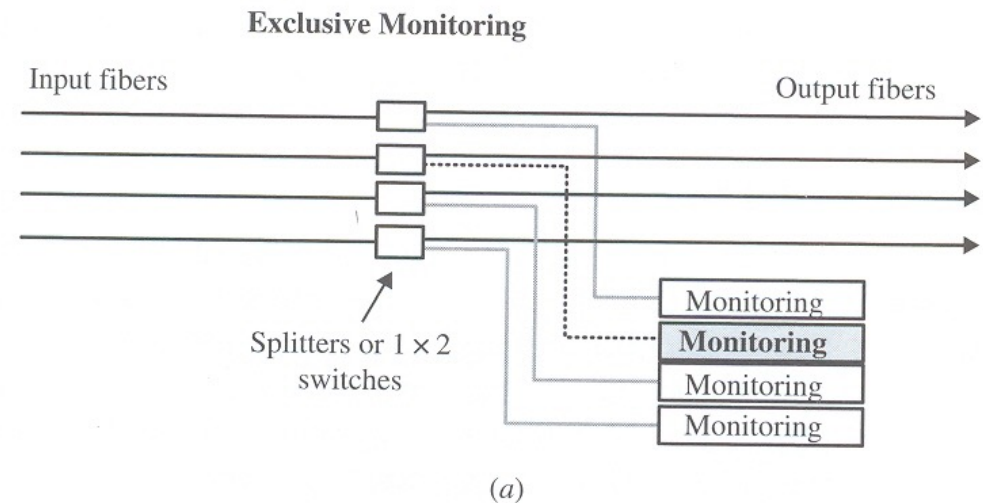 Exclusive Monitoring
Input fibers
Output fibers
Splitters or 1 × 2
switches
Monitoring
Monitoring
Monitoring
Monitoring
(a)